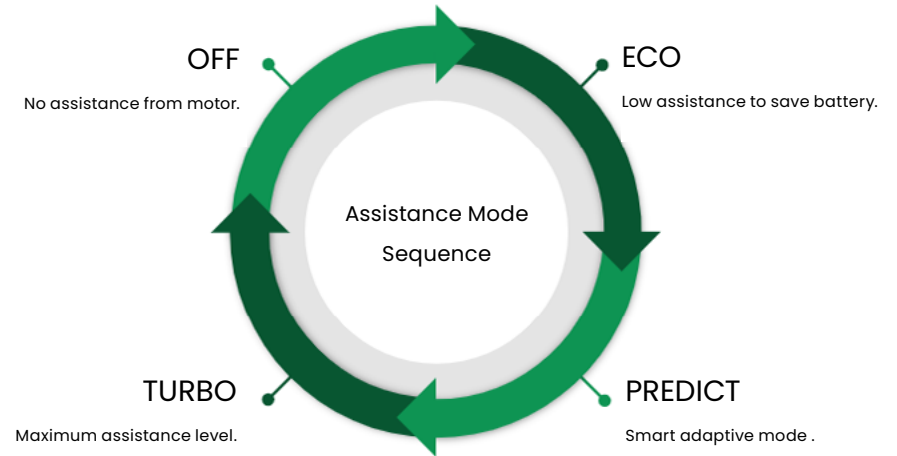 OFF
No assistance from motor.
ECO
Low assistance to save battery.
Assistance Mode
Sequence
TURBO
Maximum assistance level.
PREDICT
Smart adaptive mode .